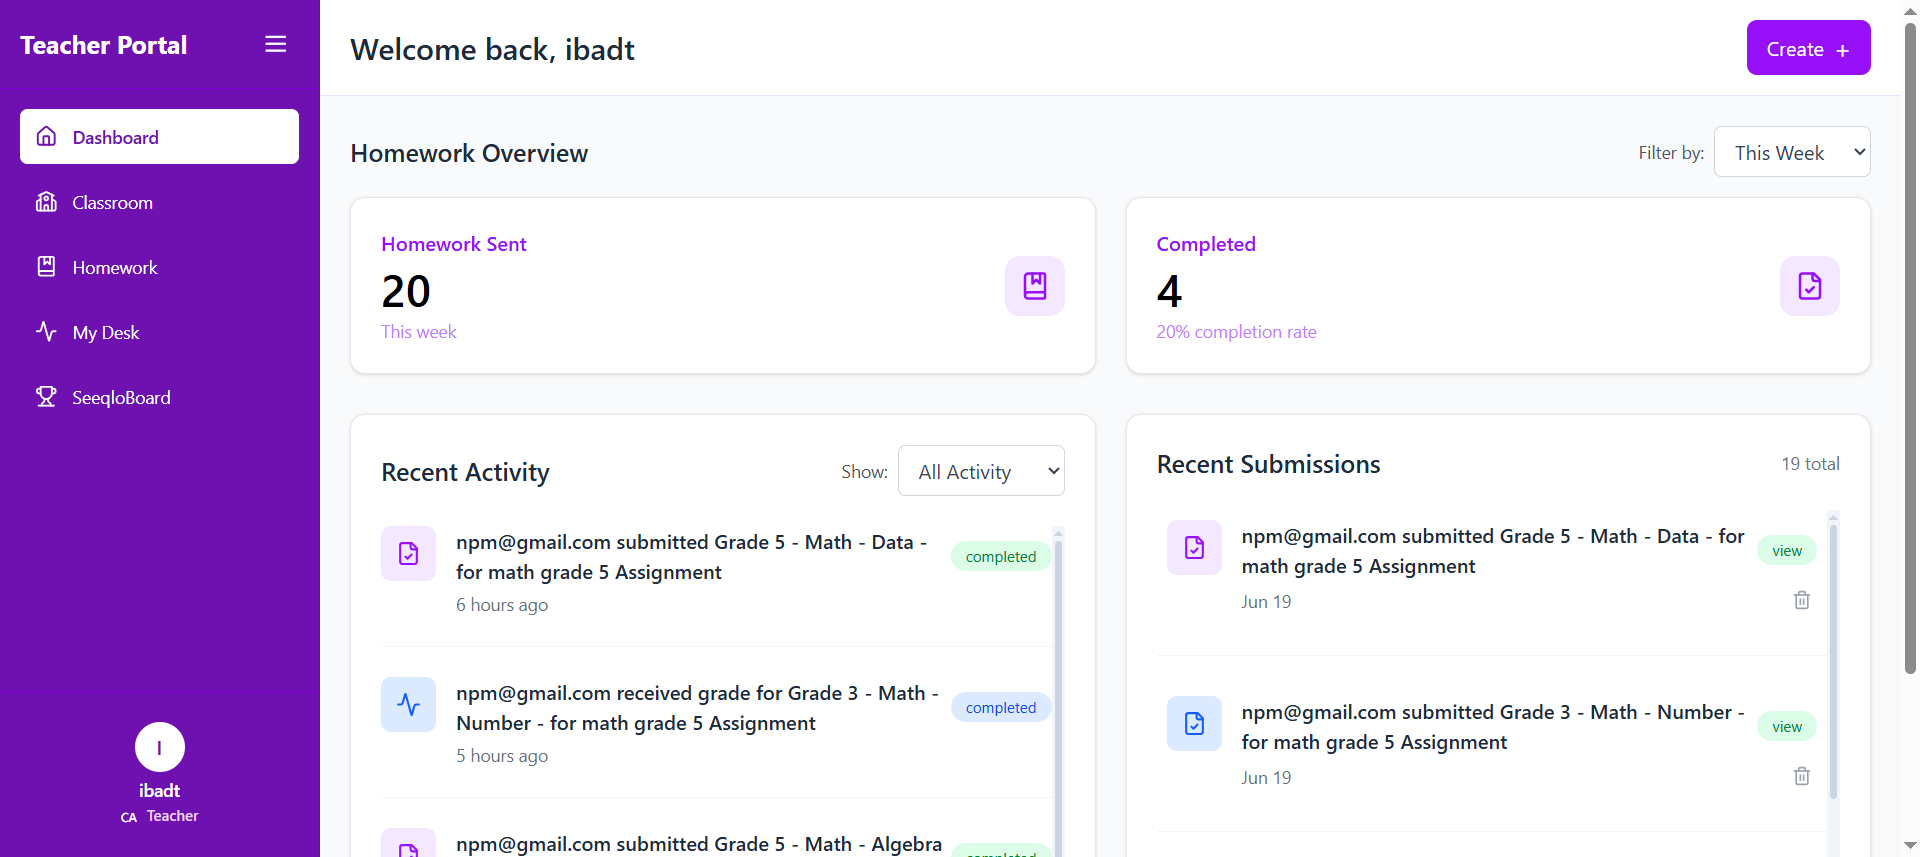 Teacher Portal
Dashboard
Classroom
Homework
My Desk
SeeqloBoard
I
ibadt
CA Teacher
Welcome back, ibadt
Create +
Homework Overview
Filter by: This Week
Homework Sent
20
This week
Completed
4
20% completion rate
Recent Activity
Show: All Activity
npm@gmail.com submitted Grade 5 - Math - Data -
for math grade 5 Assignment
completed
6 hours ago
npm@gmail.com received grade for Grade 3 - Math -
Number - for math grade 5 Assignment
completed
5 hours ago
npm@gmail.com submitted Grade 5 - Math - Algebra
completed
Recent Submissions
19 total
npm@gmail.com submitted Grade 5 - Math - Data - for
math grade 5 Assignment
view
Jun 19
npm@gmail.com submitted Grade 3 - Math - Number -
for math grade 5 Assignment
view
Jun 19